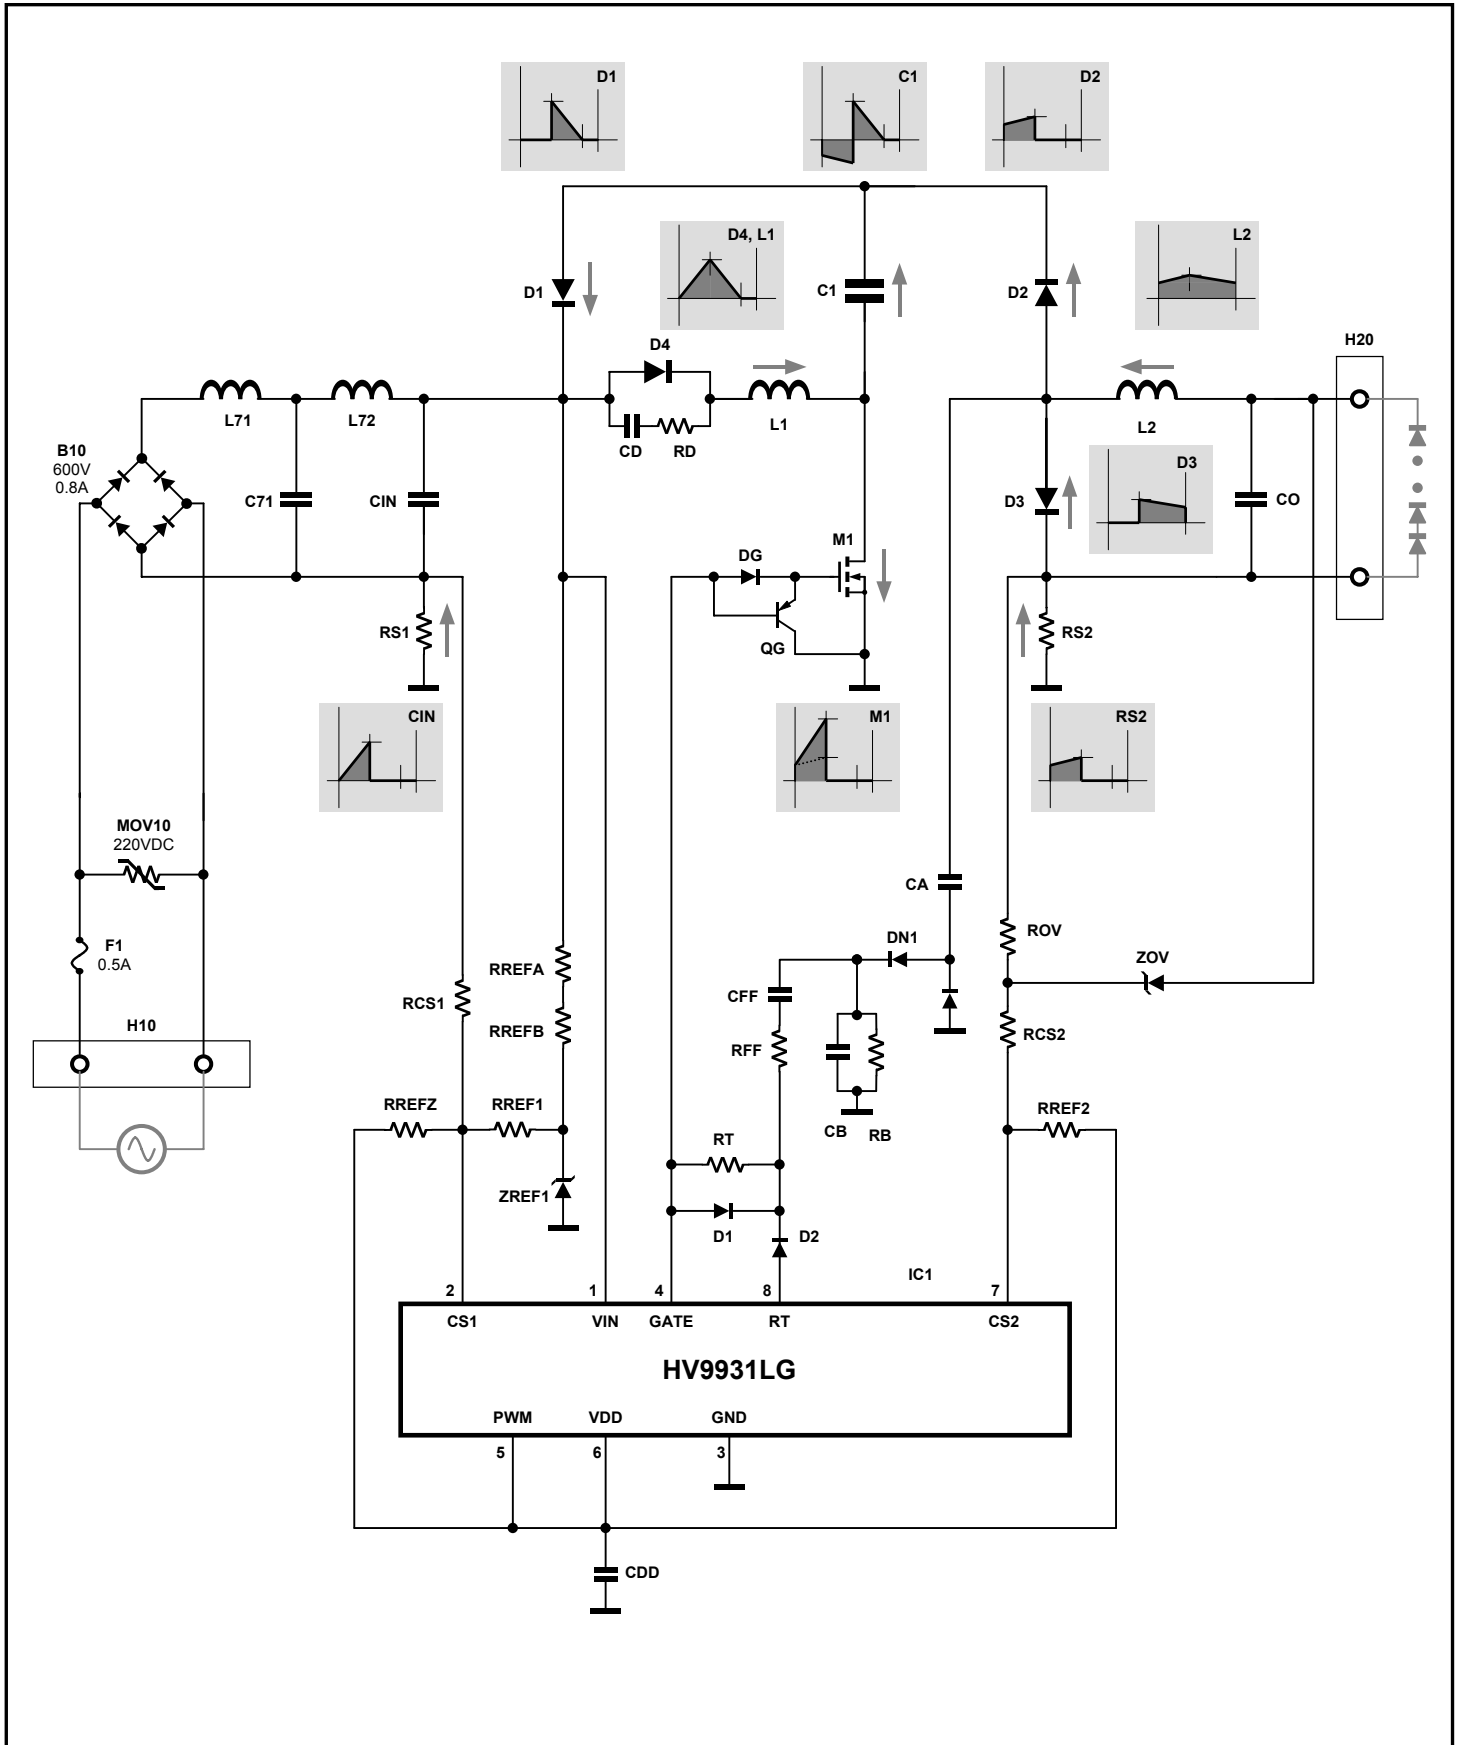 D1
C1
D2
D4, L1
L2
D1
C1
D2
H20
D4
L71
L72
CD
RD
L1
L2
B10
600V
0.8A
C71
CIN
D3
D3
CO
DG
M1
RS1
QG
RS2
CIN
M1
RS2
MOV10
220VDC
CA
F1
0.5A
ROV
DN1
ZOV
RREFA
RCS1
CFF
H10
RREFB
RFF
RCS2
RREFZ
RREF1
CB
RB
RREF2
RT
ZREF1
D1
D2
IC1
2
1
4
8
7
CS1
VIN
GATE
RT
CS2
HV9931LG
PWM
VDD
GND
5
6
3
CDD